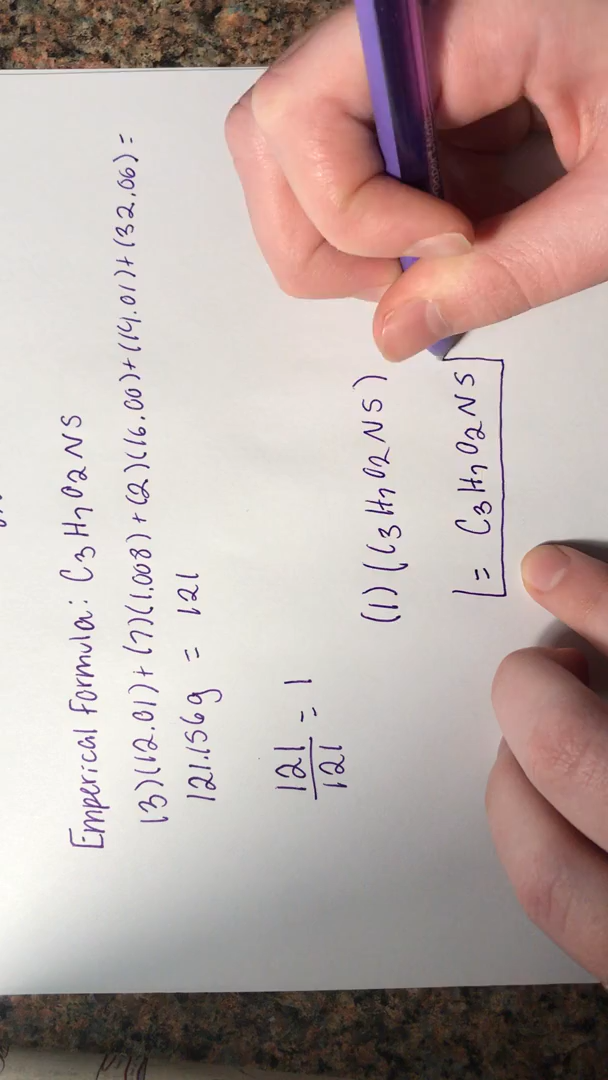 Emperical Formula: C3H7O2NS
(3)(12.01)+(7)(1.008)+(2)(16.00)+(14.01)+(32.06)=
121.156g = 121
121
121 = 1
(1)(C3H7O2NS)
= C3H7O2NS